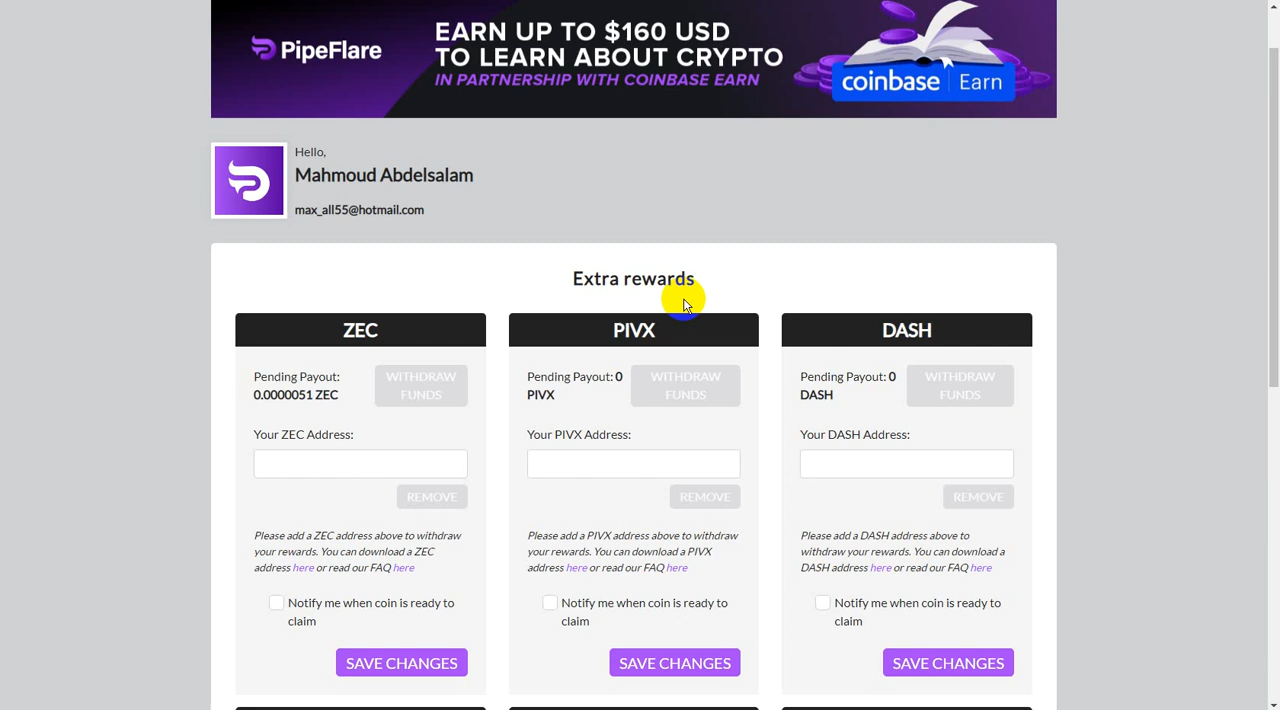 PipeFlare
EARN UP TO $160 USD
TO LEARN ABOUT CRYPTO
IN PARTNERSHIP WITH COINBASE EARN
coinbase Earn
Hello,
Mahmoud Abdelsalam
max_all55@hotmail.com
Extra rewards
ZEC
Pending Payout:
0.0000051 ZEC
WITHDRAW
FUNDS
Your ZEC Address:
REMOVE
Please add a ZEC address above to withdraw
your rewards. You can download a ZEC
address here or read our FAQ here
Notify me when coin is ready to
claim
SAVE CHANGES
PIVX
Pending Payout: 0
PIVX
WITHDRAW
FUNDS
Your PIVX Address:
REMOVE
Please add a PIVX address above to withdraw
your rewards. You can download a PIVX
address here or read our FAQ here
Notify me when coin is ready to
claim
SAVE CHANGES
DASH
Pending Payout: 0
DASH
WITHDRAW
FUNDS
Your DASH Address:
REMOVE
Please add a DASH address above to
withdraw your rewards. You can download a
DASH address here or read our FAQ here
Notify me when coin is ready to
claim
SAVE CHANGES